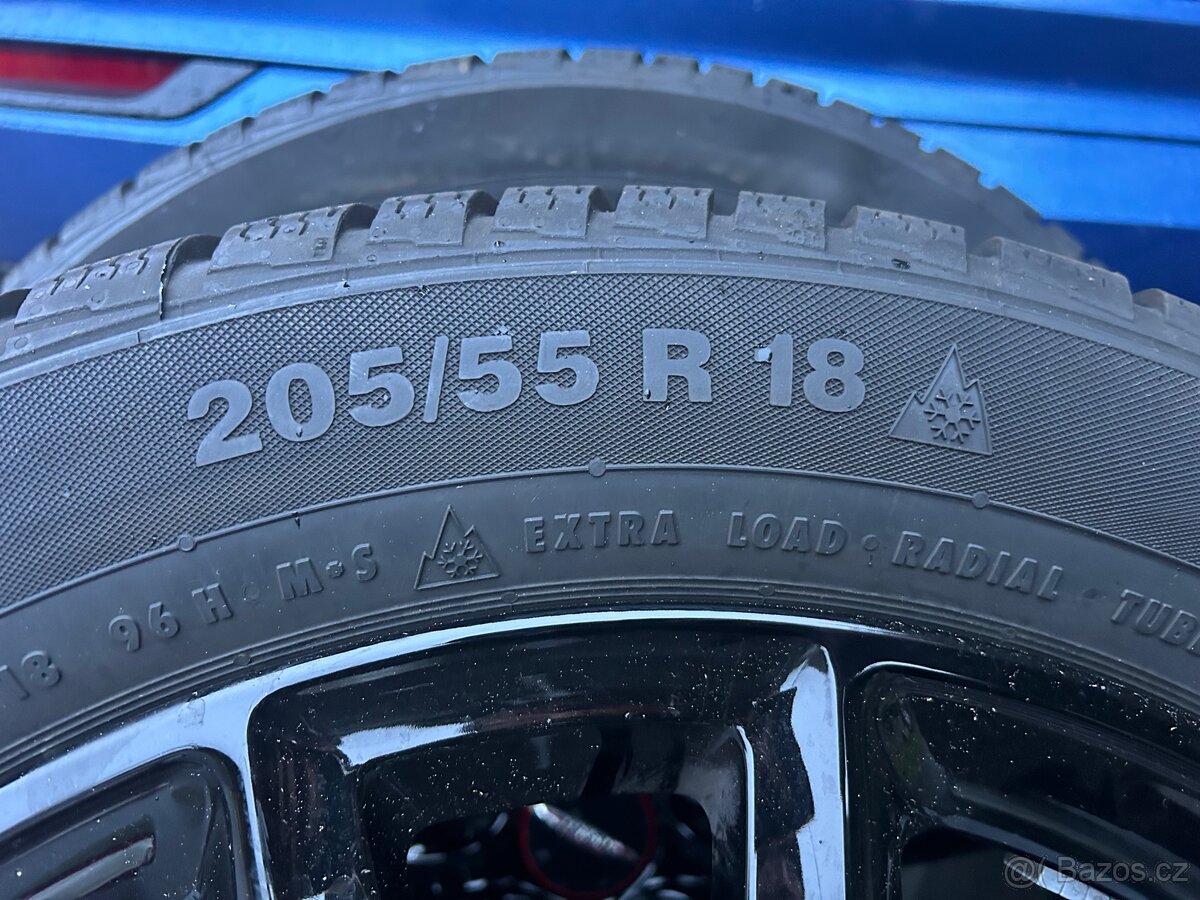 205/55 R 18
18 96 H · M*S EXTRA LOAD · RADIAL · TUBE
Bazos.cz